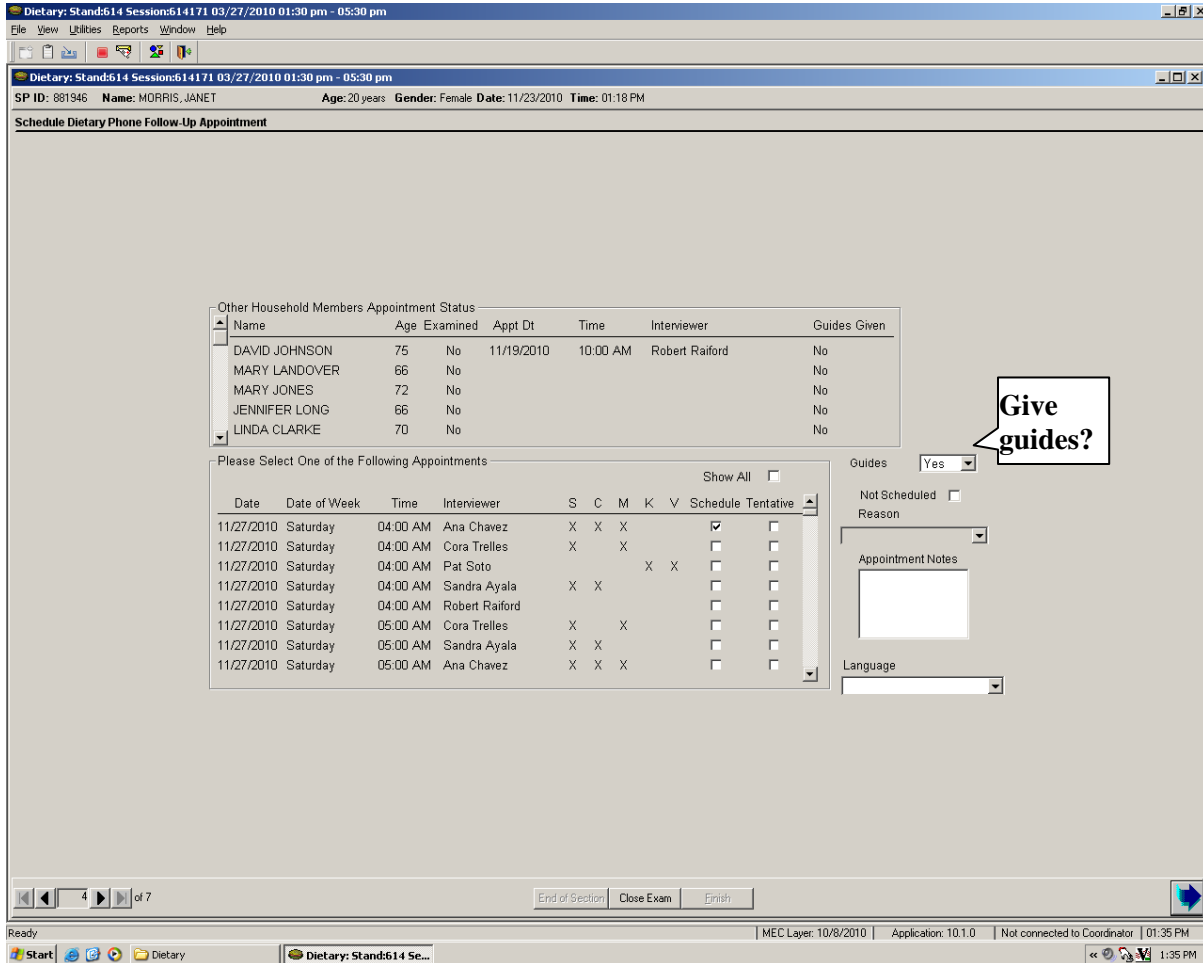 Dietary: Stand:614 Session:614171 03/27/2010 01:30 pm - 05:30 pm
File View Utilities Reports Window Help
Dietary: Stand:614 Session:614171 03/27/2010 01:30 pm - 05:30 pm
SP ID: 881946 Name: MORRIS, JANET Age: 20 years Gender: Female Date: 11/23/2010 Time: 01:18 PM
Schedule Dietary Phone Follow-Up Appointment
Other Household Members Appointment Status
Name Age Examined Appt Dt Time Interviewer Guides Given
DAVID JOHNSON 75 No 11/19/2010 10:00 AM Robert Raiford No
MARY LANDOVER 66 No No
MARY JONES 72 No No
JENNIFER LONG 66 No No
LINDA CLARKE 70 No No
Give
guides?
Please Select One of the Following Appointments
Show All
Date Date of Week Time Interviewer S C M K V Schedule Tentative
11/27/2010 Saturday 04:00 AM Ana Chavez X X X
11/27/2010 Saturday 04:00 AM Cora Trelles X X
11/27/2010 Saturday 04:00 AM Pat Soto X X
11/27/2010 Saturday 04:00 AM Sandra Ayala X X
11/27/2010 Saturday 04:00 AM Robert Raiford
11/27/2010 Saturday 05:00 AM Cora Trelles X X
11/27/2010 Saturday 05:00 AM Sandra Ayala X X
11/27/2010 Saturday 05:00 AM Ana Chavez X X X
Guides Yes
Not Scheduled
Reason
Appointment Notes
Language
4 of 7
End of Section Close Exam Finish
Ready MEC Layer: 10/8/2010 Application: 10.1.0 Not connected to Coordinator 01:35 PM
Start Dietary Dietary: Stand:614 Se... 1:35 PM